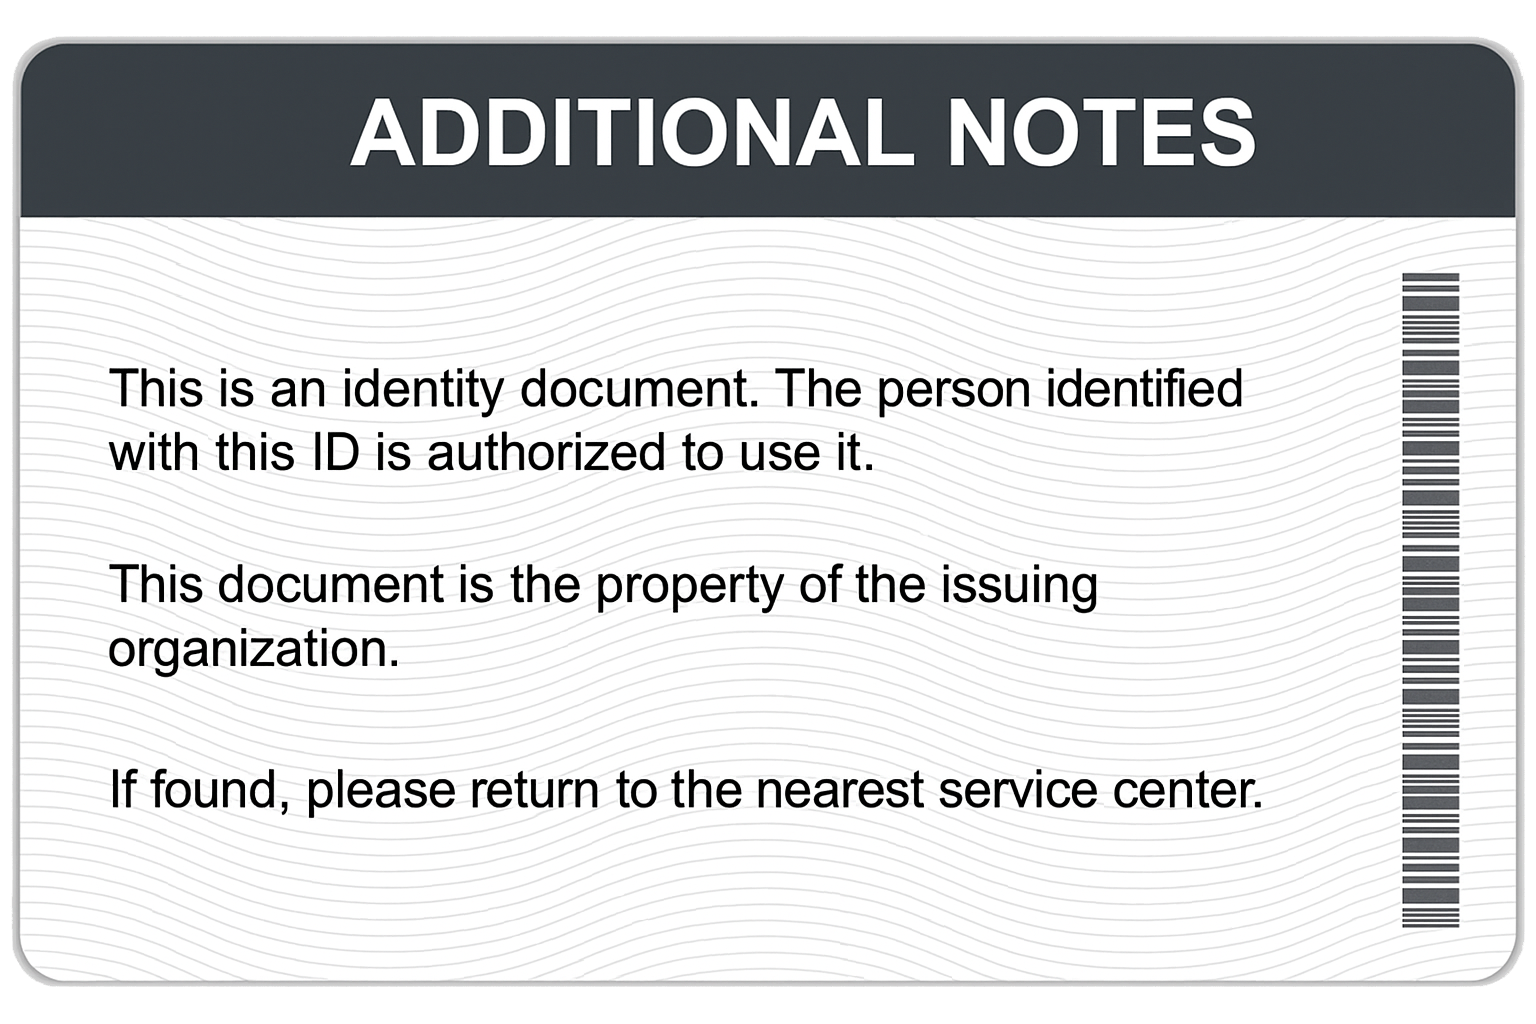 ADDITIONAL NOTES
This is an identity document. The person identified
with this ID is authorized to use it.
This document is the property of the issuing
organization.
If found, please return to the nearest service center.